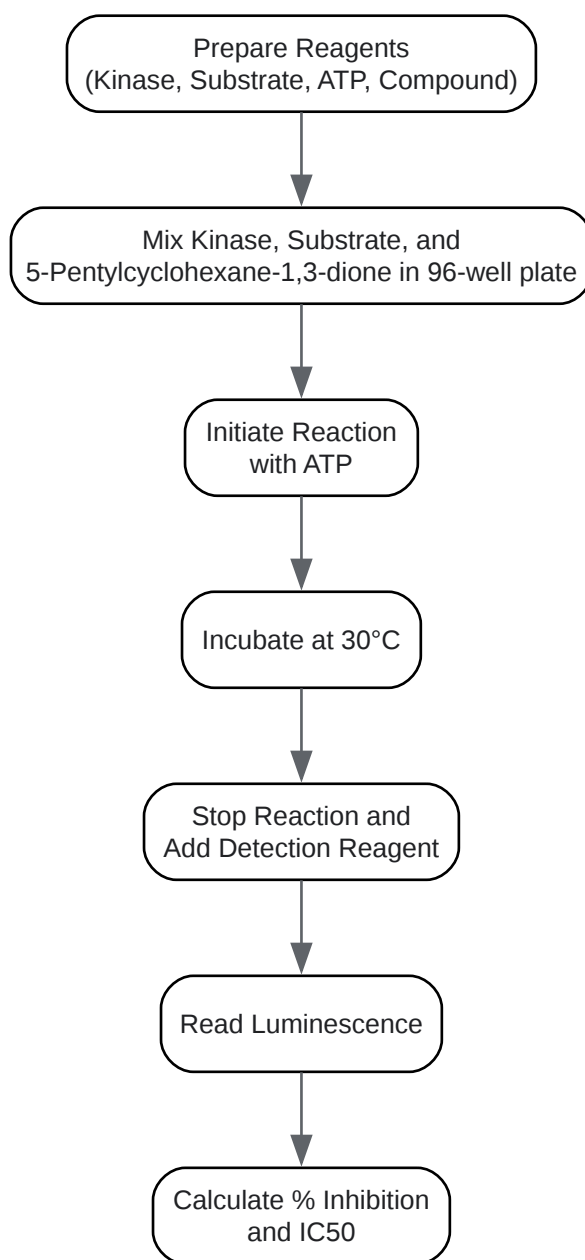 Prepare Reagents
(Kinase, Substrate, ATP, Compound)
Mix Kinase, Substrate, and
5-Pentylcyclohexane-1,3-dione in 96-well plate
Initiate Reaction
with ATP
Incubate at 30°C
Stop Reaction and
Add Detection Reagent
Read Luminescence
Calculate % Inhibition
and IC50